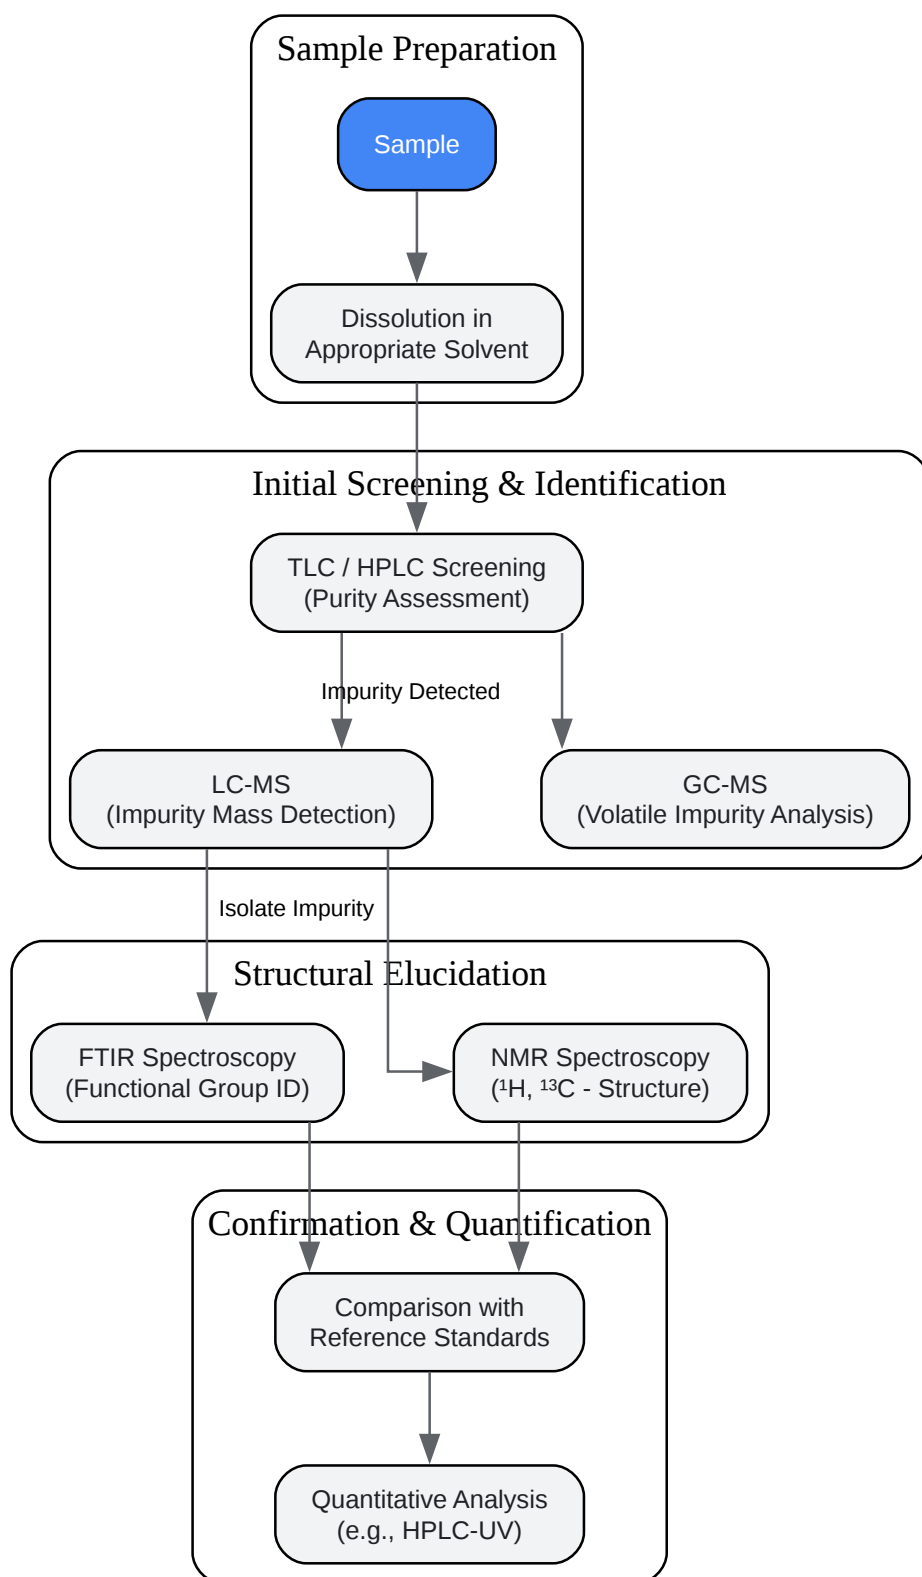 Sample Preparation
Sample
Dissolution in
Appropriate Solvent
Initial Screening & Identification
TLC / HPLC Screening
(Purity Assessment)
Impurity Detected
LC-MS
(Impurity Mass Detection)
GC-MS
(Volatile Impurity Analysis)
Isolate Impurity
Structural Elucidation
FTIR Spectroscopy
(Functional Group ID)
NMR Spectroscopy
(¹H, ¹³C - Structure)
Confirmation & Quantification
Comparison with
Reference Standards
Quantitative Analysis
(e.g., HPLC-UV)